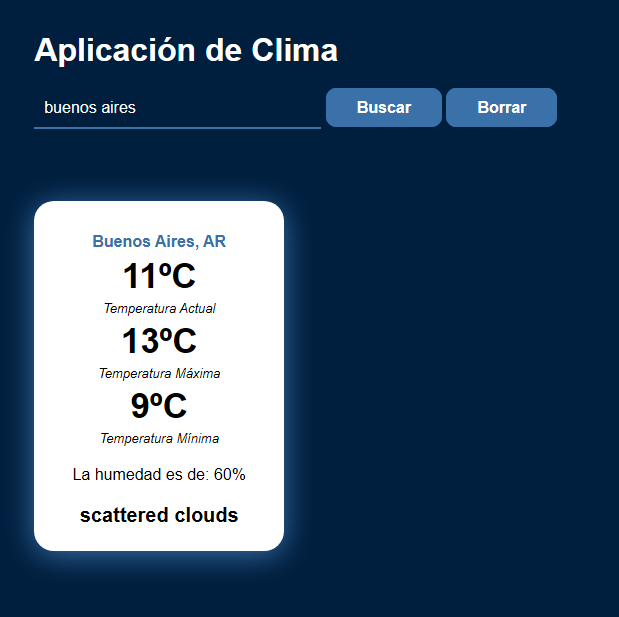 Aplicación de Clima
buenos aires Buscar Borrar
Buenos Aires, AR
11ºC
Temperatura Actual
13ºC
Temperatura Máxima
9ºC
Temperatura Mínima
La humedad es de: 60%
scattered clouds